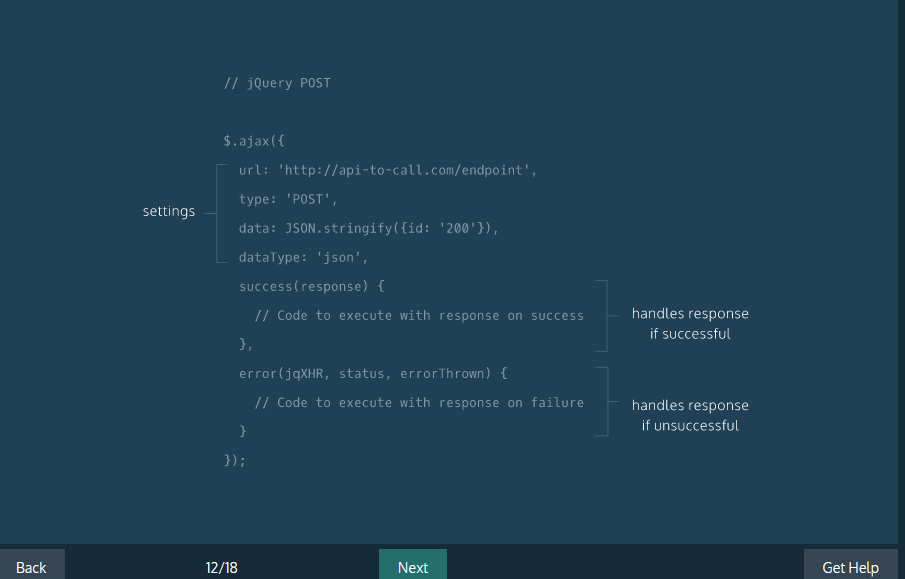 // jQuery POST
$.ajax({
url: 'http://api-to-call.com/endpoint',
type: 'POST',
settings
data: JSON.stringify({id: '200'}),
dataType: 'json',
success(response) {
// Code to execute with response on success
handles response
if successful
},
error(jqXHR, status, errorThrown) {
// Code to execute with response on failure
handles response
if unsuccessful
}
});
Back
12/18
Next
Get Help